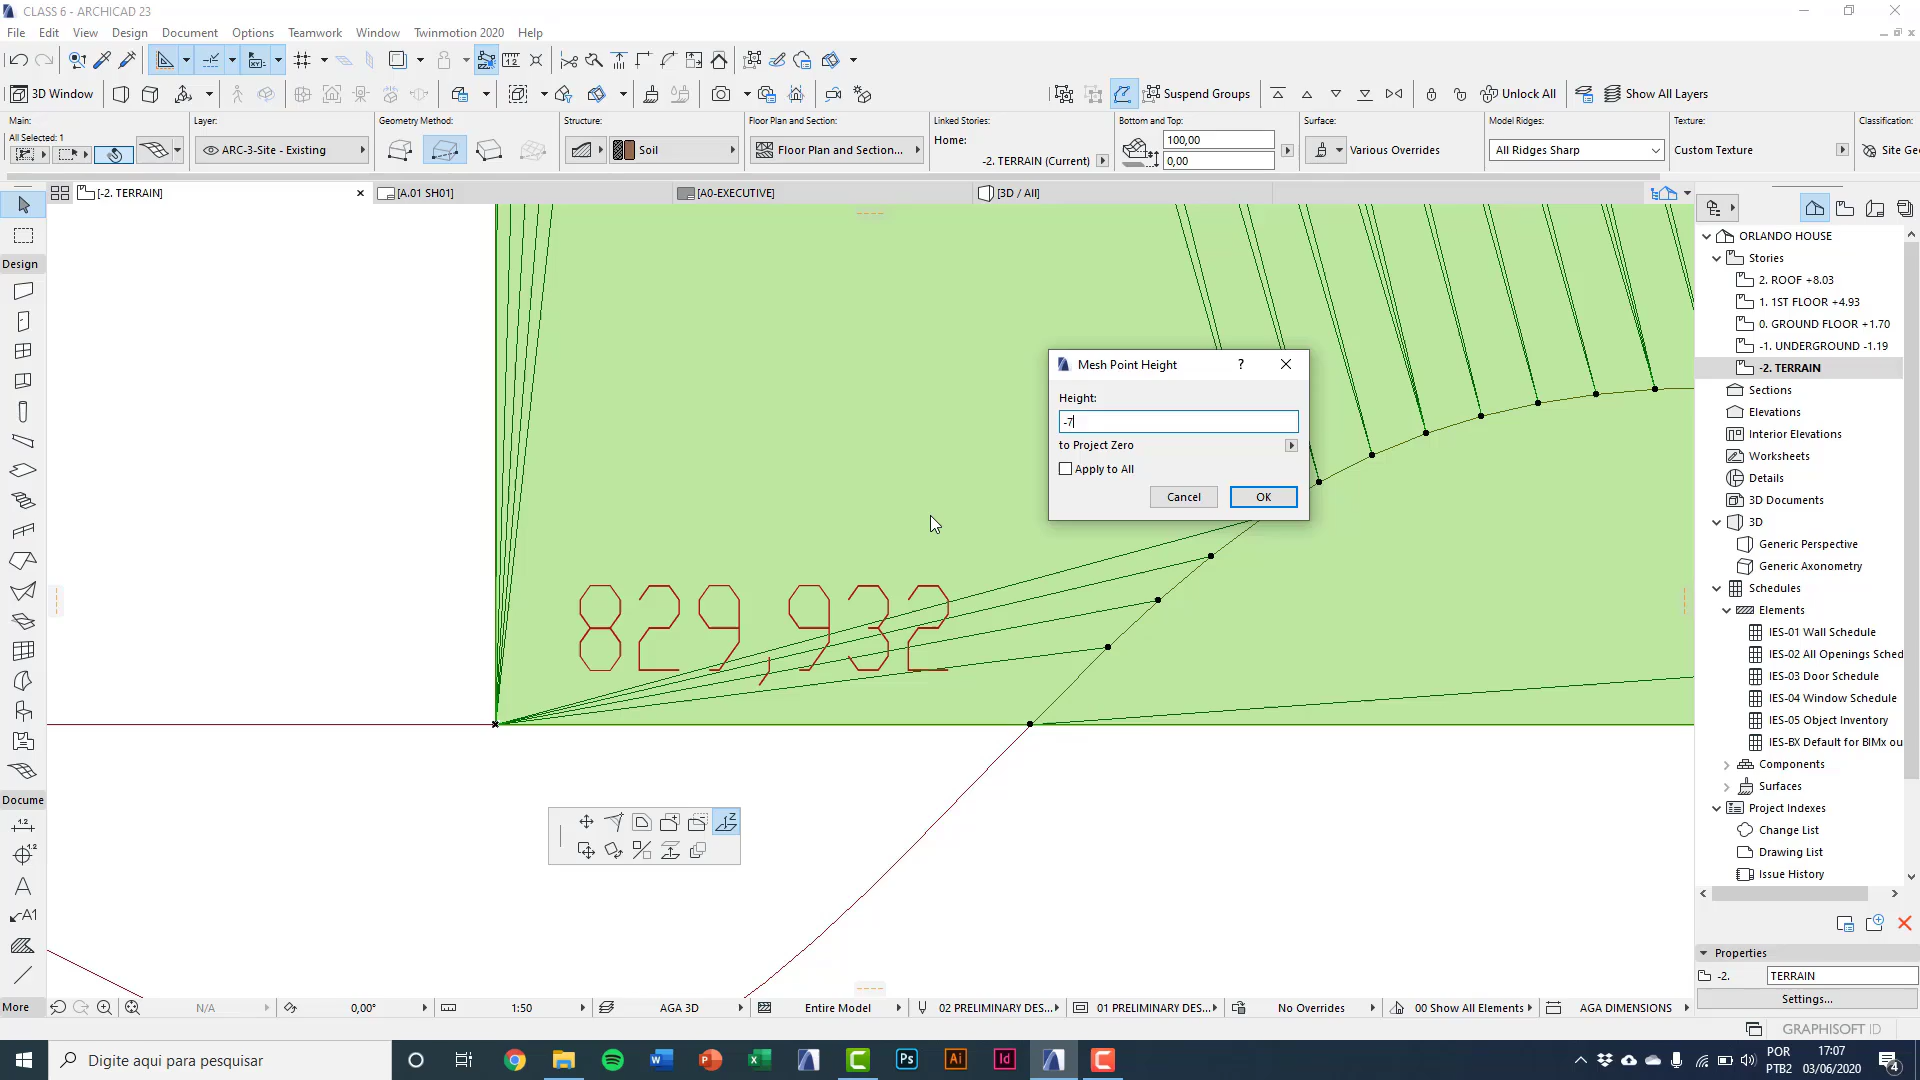 CLASS 6 - ARCHICAD 23
File Edit View Design Document Options Teamwork Window Twinmotion 2020 Help
3D Window
Suspend Groups
Unlock All
Show All Layers
Main:
All Selected: 1
Layer:
ARC-3-Site - Existing
Geometry Method:
Structure:
Soil
Floor Plan and Section:
Floor Plan and Section...
Linked Stories:
Home:
-2. TERRAIN (Current)
Bottom and Top:
100,00
0,00
Surface:
Various Overrides
Model Ridges:
All Ridges Sharp
Texture:
Custom Texture
Classification:
Site Ge
[-2. TERRAIN]
[A.01 SH01]
[A0-EXECUTIVE]
[3D / All]
Design
Docume
1.2
1.2
A
A1
More
Mesh Point Height
?
Height:
-7
to Project Zero
Apply to All
Cancel
OK
829,932
ORLANDO HOUSE
Stories
2. ROOF +8.03
1. 1ST FLOOR +4.93
0. GROUND FLOOR +1.70
-1. UNDERGROUND -1.19
-2. TERRAIN
Sections
Elevations
Interior Elevations
Worksheets
Details
3D Documents
3D
Generic Perspective
Generic Axonometry
Schedules
Elements
IES-01 Wall Schedule
IES-02 All Openings Sched
IES-03 Door Schedule
IES-04 Window Schedule
IES-05 Object Inventory
IES-BX Default for BIMx ou
Components
Surfaces
Project Indexes
Change List
Drawing List
Issue History
Properties
-2.
TERRAIN
Settings...
N/A
0,00°
1:50
AGA 3D
Entire Model
02 PRELIMINARY DES...
01 PRELIMINARY DES...
No Overrides
00 Show All Elements
AGA DIMENSIONS
GRAPHISOFT ID
Digite aqui para pesquisar
POR
PTB2
17:07
03/06/2020
4